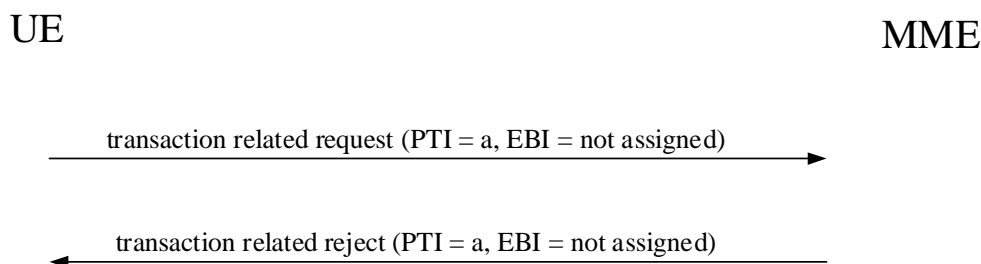 UE
MME
transaction related request (PTI = a, EBI = not assigned)
transaction related reject (PTI = a, EBI = not assigned)